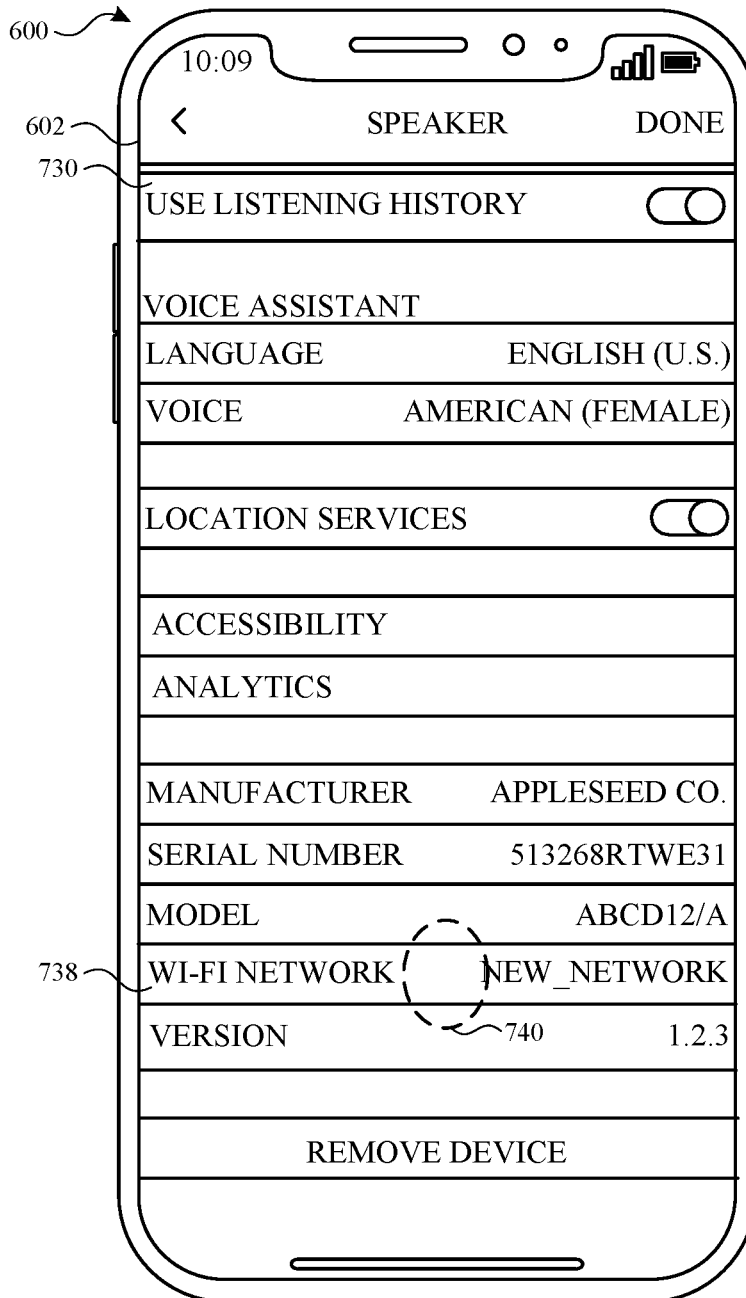 600
10:09
602
< SPEAKER DONE
730
USE LISTENING HISTORY
VOICE ASSISTANT
LANGUAGE ENGLISH (U.S.)
VOICE AMERICAN (FEMALE)
LOCATION SERVICES
ACCESSIBILITY
ANALYTICS
MANUFACTURER APPLESEED CO.
SERIAL NUMBER 513268RTWE31
MODEL ABCD12/A
738 WI-FI NETWORK NEW_NETWORK
VERSION 740 1.2.3
REMOVE DEVICE